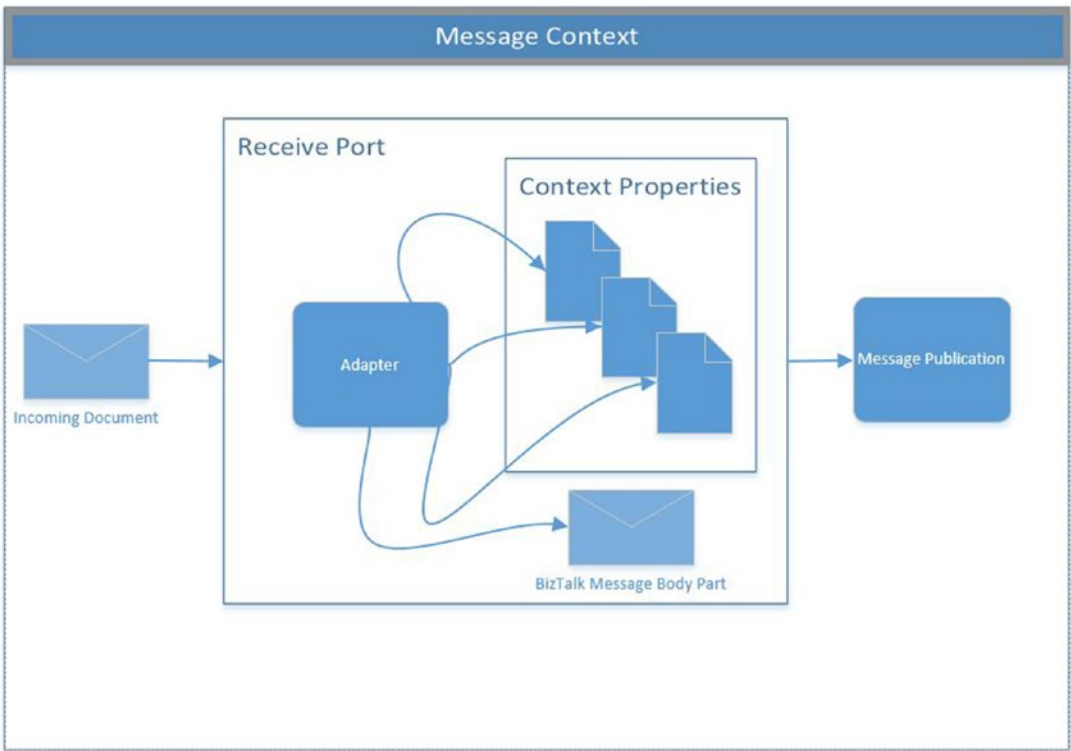 Message Context
Receive Port
Context Properties
Adapter
Incoming Document
Message Publication
BizTalk Message Body Part